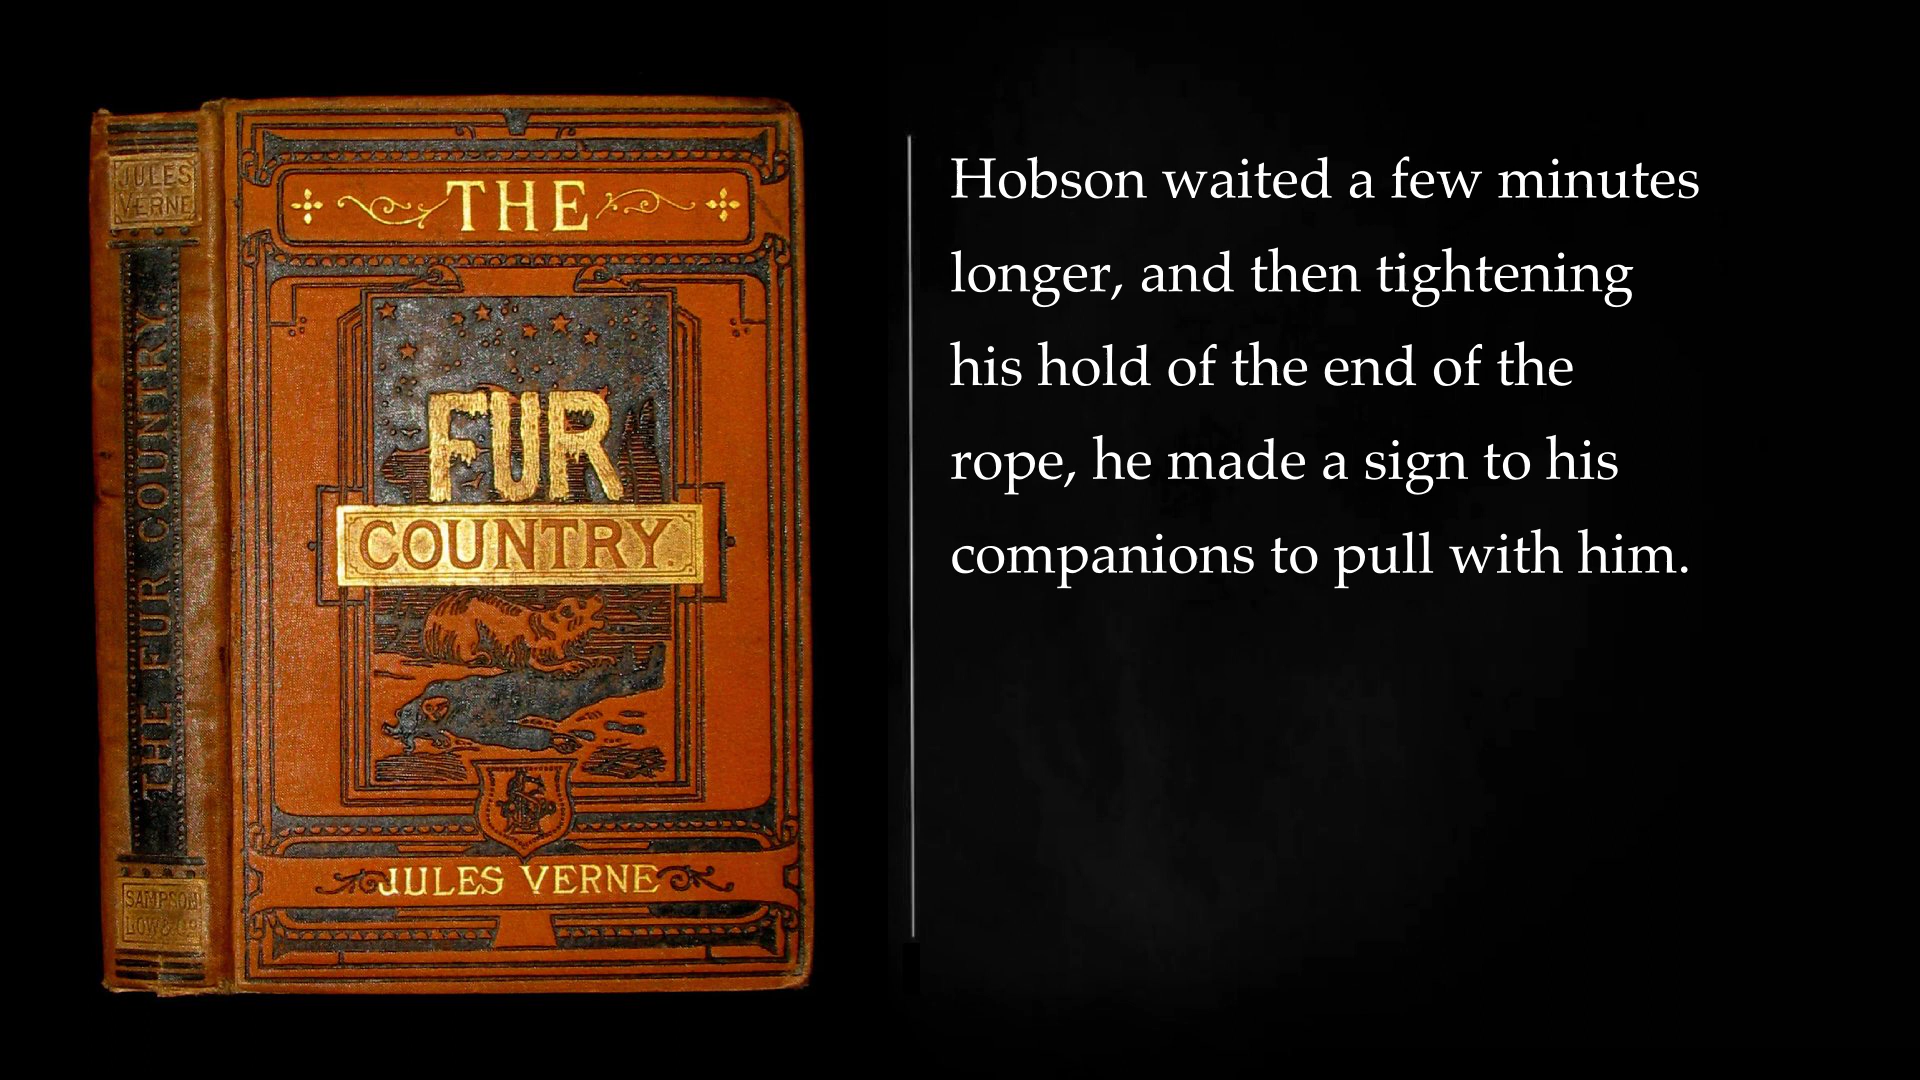 JULES
VERNE
THE FUR COUNTRY.
SAMPSON
LOW & Co
THE
FUR
COUNTRY.
JULES VERNE
Hobson waited a few minutes
longer, and then tightening
his hold of the end of the
rope, he made a sign to his
companions to pull with him.